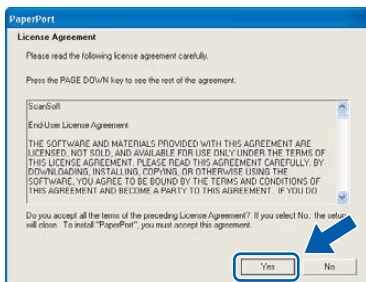 PaperPort
License Agreement
Please read the following license agreement carefully.
Press the PAGE DOWN key to see the rest of the agreement.
ScanSoft
End-User License Agreement
THE SOFTWARE AND MATERIALS PROVIDED WITH THIS AGREEMENT ARE
LICENSED, NOT SOLD, AND AVAILABLE FOR USE ONLY UNDER THE TERMS OF
THIS LICENSE AGREEMENT. PLEASE READ THIS AGREEMENT CAREFULLY. BY
DOWNLOADING, INSTALLING, COPYING, OR OTHERWISE USING THE
SOFTWARE, YOU AGREE TO BE BOUND BY THE TERMS AND CONDITIONS OF
THIS AGREEMENT AND BECOME A PARTY TO THIS AGREEMENT. IF YOU DO
Do you accept all the terms of the preceding License Agreement? If you select No, the setup
will close. To install "PaperPort", you must accept this agreement.
Yes
No